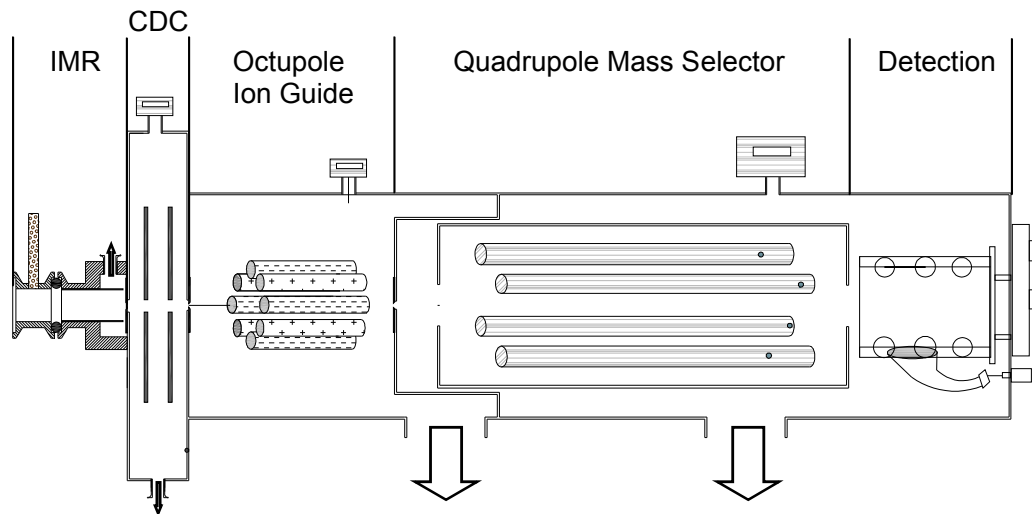 CDC
IMR
Octupole
Ion Guide
Quadrupole Mass Selector
Detection